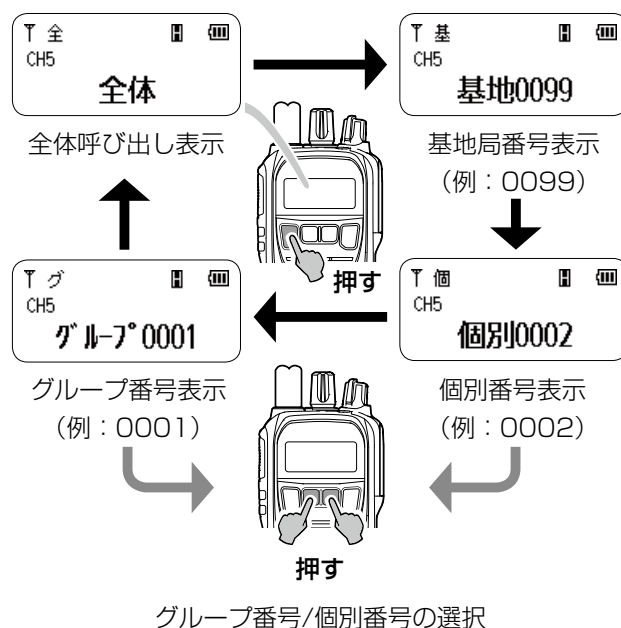 全
CH5
全体
全体呼び出し表示
基
CH5
基地0099
基地局番号表示
(例:0099)
押す
グ
CH5
グループ0001
グループ番号表示
(例:0001)
個
CH5
個別0002
個別番号表示
(例:0002)
押す
グループ番号/個別番号の選択